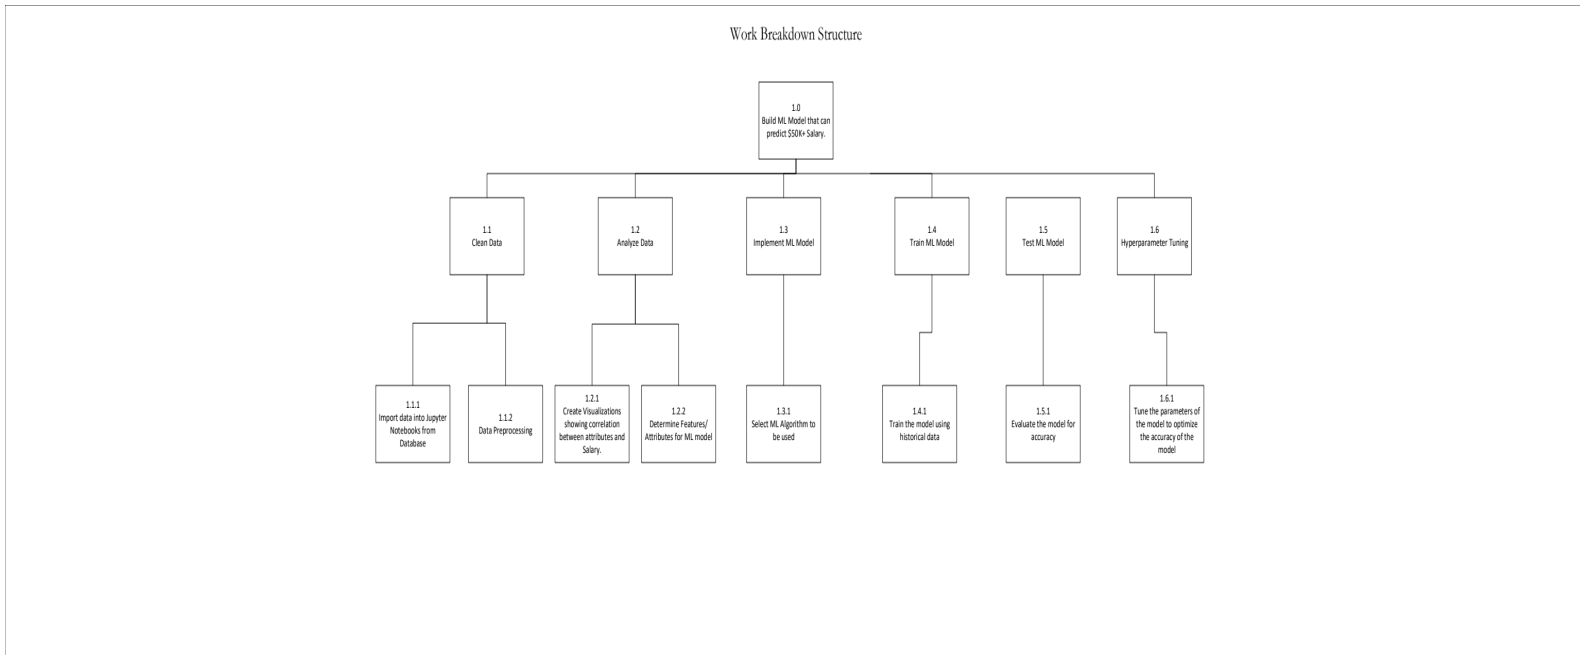 Work Breakdown Structure
1.0
Build ML Model that can
predict $50K+ Salary.
1.1
Clean Data
1.2
Analyze Data
1.3
Implement ML Model
1.4
Train ML Model
1.5
Test ML Model
1.6
Hyperparameter Tuning
1.1.1
Import data into Jupyter
Notebooks from
Database
1.1.2
Data Preprocessing
1.2.1
Create Visualizations
showing correlation
between attributes and
Salary.
1.2.2
Determine Features/
Attributes for ML model
1.3.1
Select ML Algorithm to
be used
1.4.1
Train the model using
historical data
1.5.1
Evaluate the model for
accuracy
1.6.1
Tune the parameters of
the model to optimize
the accuracy of the
model